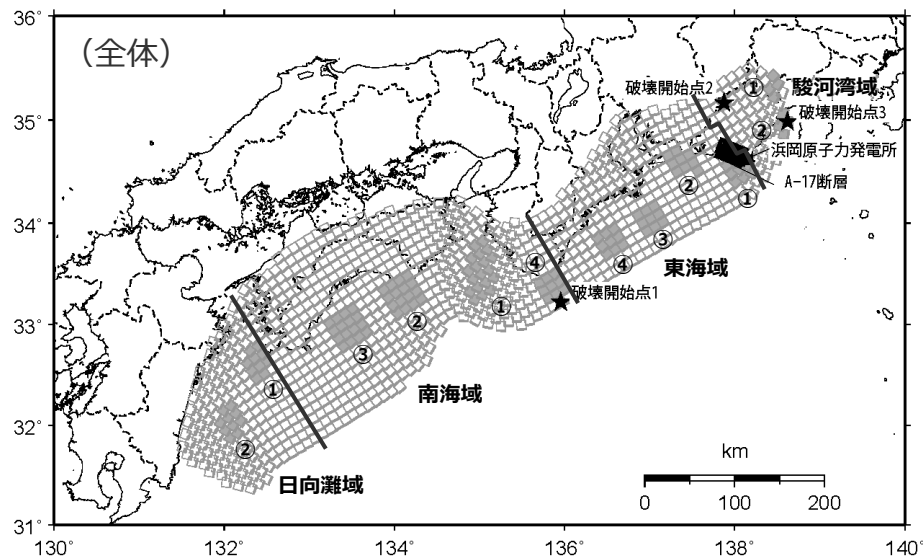 36°
(全体)
破壊開始点2
①
駿河湾域
35°
破壊開始点3
②
浜岡原子力発電所
②
A-17断層
①
34°
③
④
④
東海域
破壊開始点1
①
②
33°
③
①
南海域
32°
②
km
日向灘域
0 100 200
31°
130° 132° 134° 136° 138° 140°